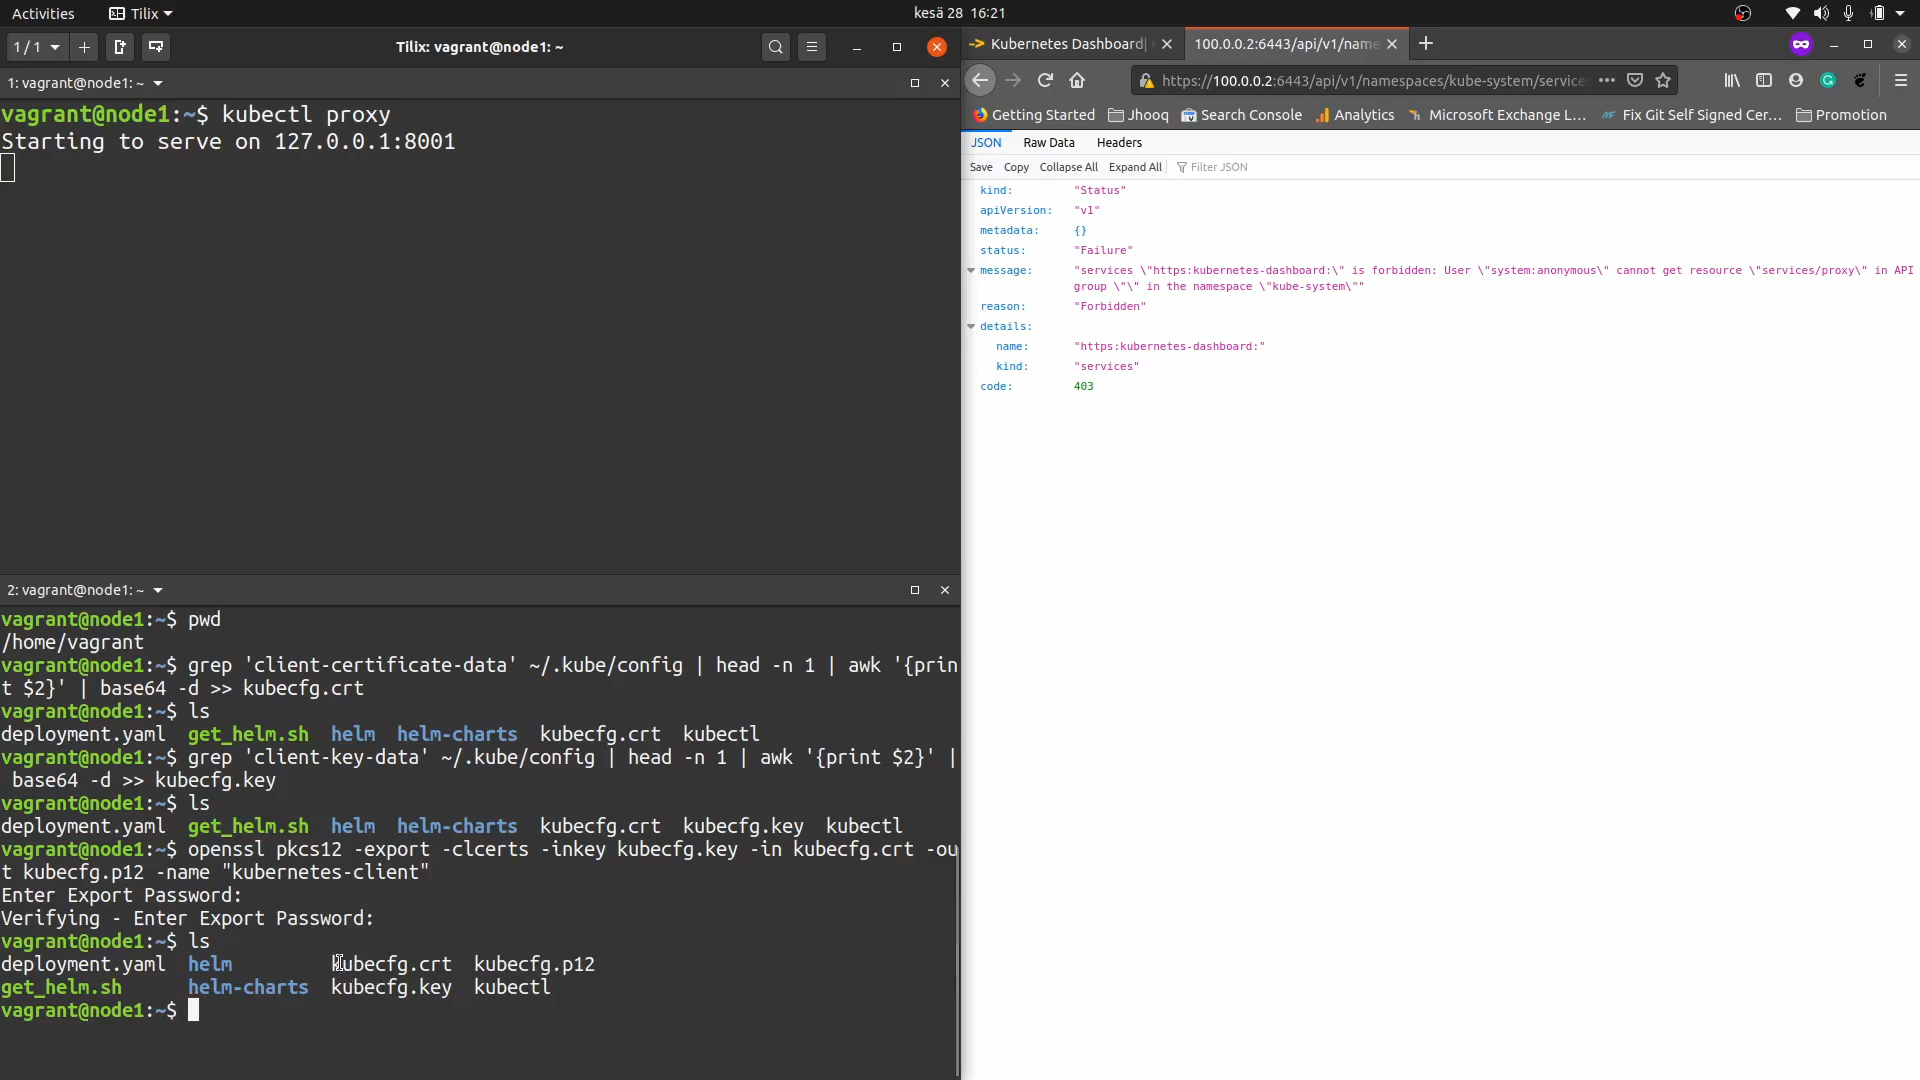 Activities
Tilix
kesä 28 16:21
1 / 1
Tilix: vagrant@node1: ~
1: vagrant@node1: ~
vagrant@node1:~$ kubectl proxy
Starting to serve on 127.0.0.1:8001
2: vagrant@node1: ~
vagrant@node1:~$ pwd
/home/vagrant
vagrant@node1:~$ grep 'client-certificate-data' ~/.kube/config | head -n 1 | awk '{prin
t $2}' | base64 -d >> kubecfg.crt
vagrant@node1:~$ ls
deployment.yaml get_helm.sh helm helm-charts kubecfg.crt kubectl
vagrant@node1:~$ grep 'client-key-data' ~/.kube/config | head -n 1 | awk '{print $2}' |
base64 -d >> kubecfg.key
vagrant@node1:~$ ls
deployment.yaml get_helm.sh helm helm-charts kubecfg.crt kubecfg.key kubectl
vagrant@node1:~$ openssl pkcs12 -export -clcerts -inkey kubecfg.key -in kubecfg.crt -ou
t kubecfg.p12 -name "kubernetes-client"
Enter Export Password:
Verifying - Enter Export Password:
vagrant@node1:~$ ls
deployment.yaml helm kubecfg.crt kubecfg.p12
get_helm.sh helm-charts kubecfg.key kubectl
vagrant@node1:~$
Kubernetes Dashboard|
100.0.0.2:6443/api/v1/name
https://100.0.0.2:6443/api/v1/namespaces/kube-system/service
Getting Started Jhooq Search Console Analytics Microsoft Exchange L... Fix Git Self Signed Cer... Promotion
JSON Raw Data Headers
Save Copy Collapse All Expand All Filter JSON
kind: "Status"
apiVersion: "v1"
metadata: {}
status: "Failure"
message: "services \"https:kubernetes-dashboard:\" is forbidden: User \"system:anonymous\" cannot get resource \"services/proxy\" in API
group \"\" in the namespace \"kube-system\""
reason: "Forbidden"
details:
name: "https:kubernetes-dashboard:"
kind: "services"
code: 403